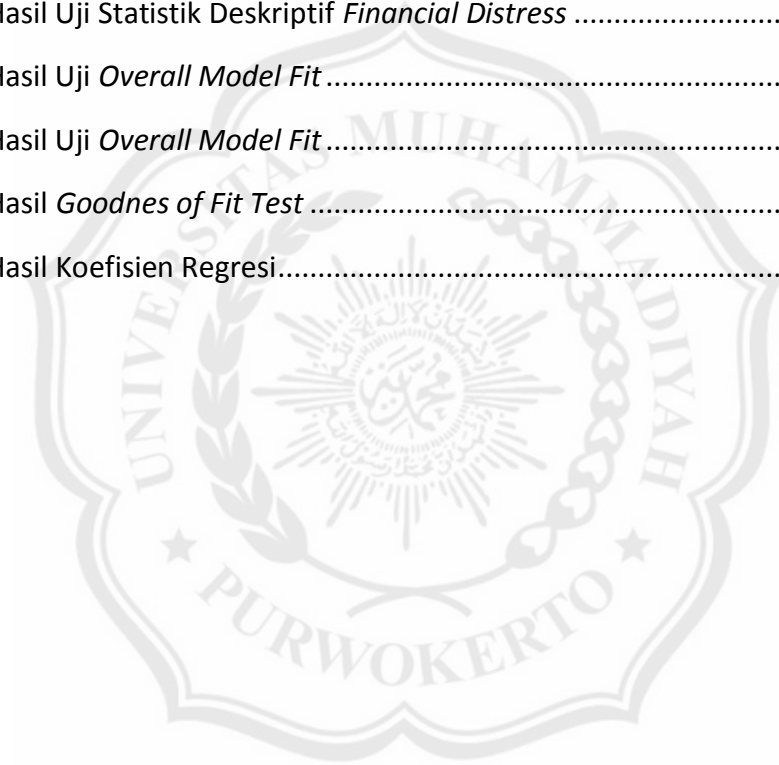 Hasil Uji Statistik Deskriptif Financial Distress ........................
Hasil Uji Overall Model Fit ............................................................
Hasil Uji Overall Model Fit ............................................................
Hasil Goodnes of Fit Test ..............................................................
Hasil Koefisien Regresi..................................................................
UNIVERSITAS MUHAMMADIYAH
PURWOKERTO